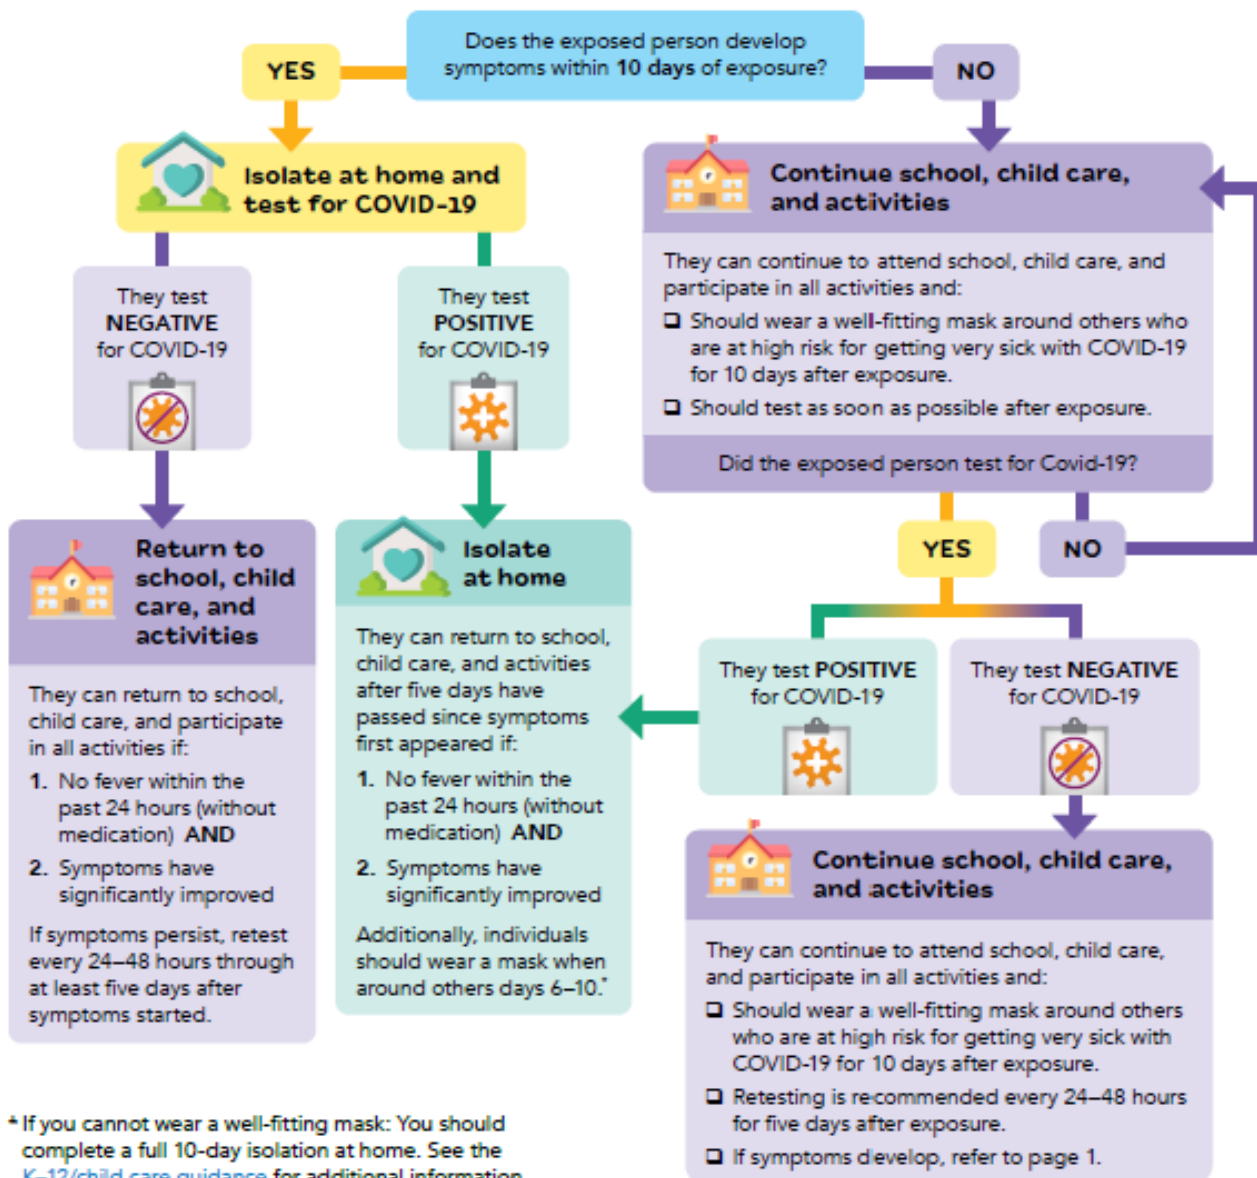 Does the exposed person develop
symptoms within 10 days of exposure?
YES
NO
Isolate at home and
test for COVID-19
They test
NEGATIVE
for COVID-19
They test
POSITIVE
for COVID-19
Return to
school, child
care, and
activities
They can return to school,
child care, and participate
in all activities if:
1. No fever within the
past 24 hours (without
medication) AND
2. Symptoms have
significantly improved
If symptoms persist, retest
every 24–48 hours through
at least five days after
symptoms started.
Isolate
at home
They can return to school,
child care, and activities
after five days have
passed since symptoms
first appeared if:
1. No fever within the
past 24 hours (without
medication) AND
2. Symptoms have
significantly improved
Additionally, individuals
should wear a mask when
around others days 6–10.*
Continue school, child care,
and activities
They can continue to attend school, child care, and
participate in all activities and:
❑ Should wear a well-fitting mask around others who
are at high risk for getting very sick with COVID-19
for 10 days after exposure.
❑ Should test as soon as possible after exposure.
Did the exposed person test for Covid-19?
YES
NO
They test POSITIVE
for COVID-19
They test NEGATIVE
for COVID-19
Continue school, child care,
and activities
They can continue to attend school, child care,
and participate in all activities and:
❑ Should wear a well-fitting mask around others
who are at high risk for getting very sick with
COVID-19 for 10 days after exposure.
❑ Retesting is recommended every 24–48 hours
for five days after exposure.
❑ If symptoms develop, refer to page 1.
* If you cannot wear a well-fitting mask: You should
complete a full 10-day isolation at home. See the
K–12/child care guidance for additional information